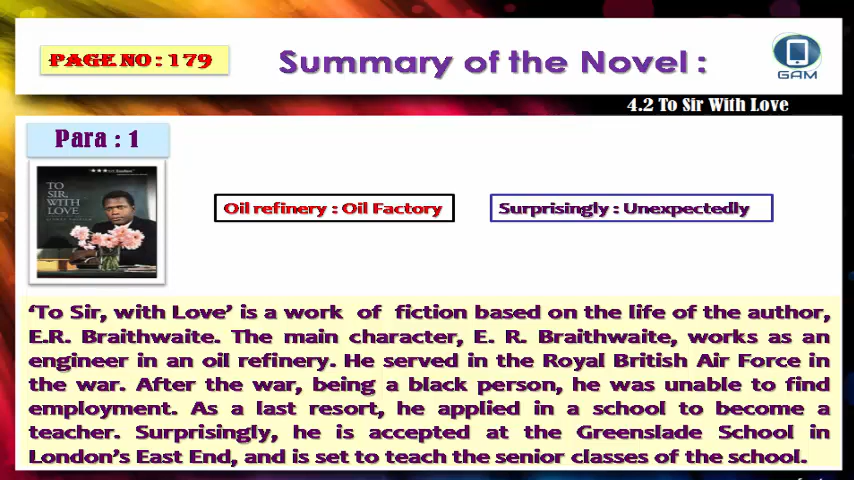 PAGE NO : 179
Summary of the Novel :
GAM
4.2 To Sir With Love
Para : 1
TO
SIR,
WITH
LOVE
Oil refinery : Oil Factory
Surprisingly : Unexpectedly
‘To Sir, with Love’ is a work of fiction based on the life of the author,
E.R. Braithwaite. The main character, E. R. Braithwaite, works as an
engineer in an oil refinery. He served in the Royal British Air Force in
the war. After the war, being a black person, he was unable to find
employment. As a last resort, he applied in a school to become a
teacher. Surprisingly, he is accepted at the Greenslade School in
London’s East End, and is set to teach the senior classes of the school.